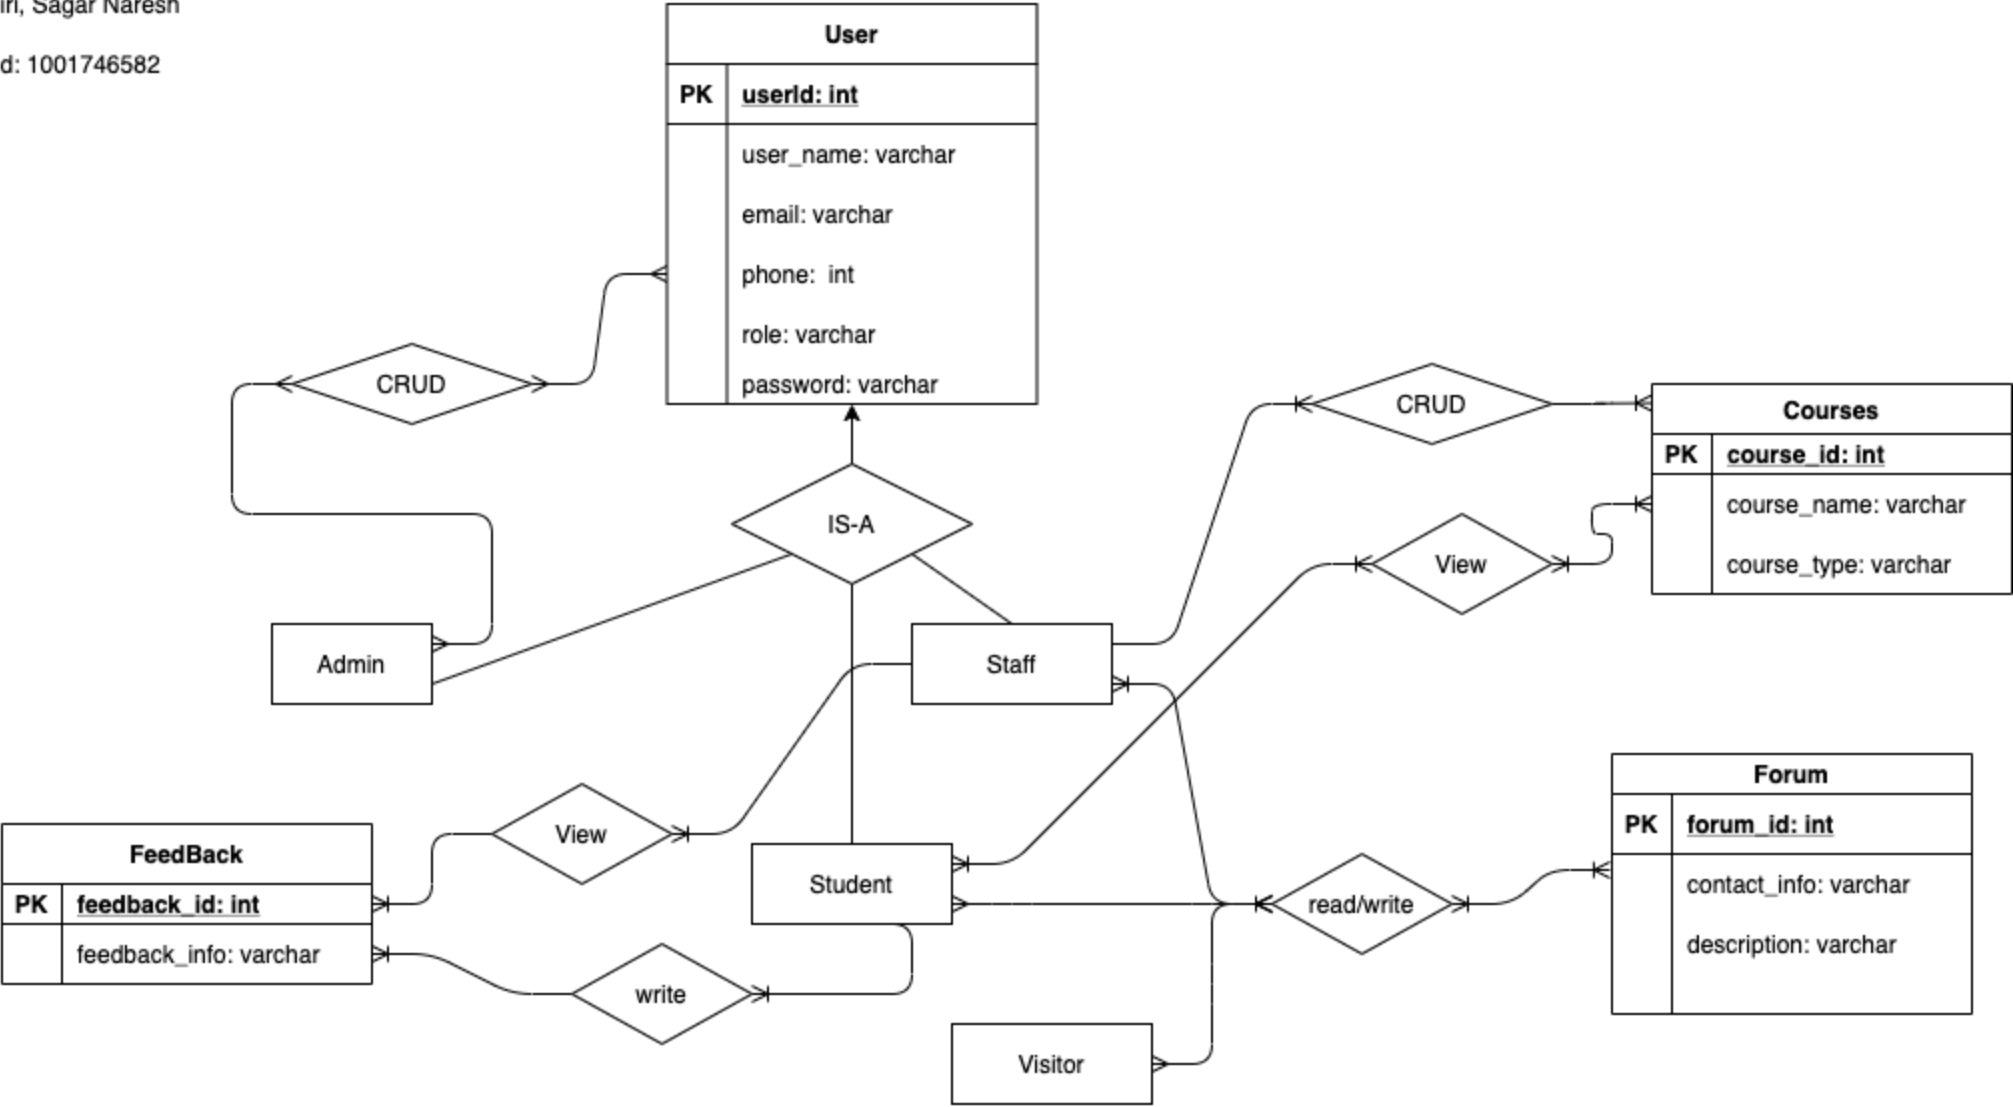 iri, Sagar Naresh
d: 1001746582
User
PK userId: int
user_name: varchar
email: varchar
phone: int
role: varchar
password: varchar
CRUD
CRUD
Courses
PK course_id: int
course_name: varchar
course_type: varchar
IS-A
View
Admin
Staff
Forum
PK forum_id: int
contact_info: varchar
description: varchar
View
FeedBack
PK feedback_id: int
feedback_info: varchar
Student
read/write
write
Visitor